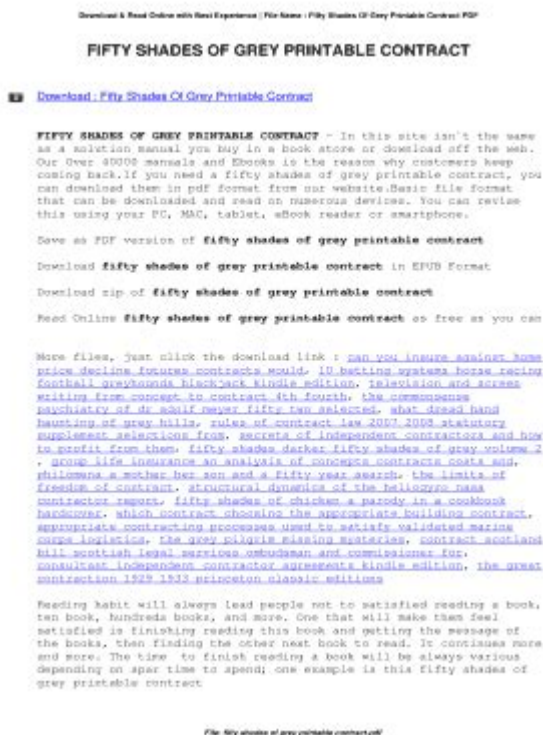 Download & Read Online with Best Experience | File Name : Fifty Shades Of Grey Printable Contract PDF
FIFTY SHADES OF GREY PRINTABLE CONTRACT
Download : Fifty Shades Of Grey Printable Contract
FIFTY SHADES OF GREY PRINTABLE CONTRACT - In this site isn`t the same
as a solution manual you buy in a book store or download off the web.
Our Over 40000 manuals and Ebooks is the reason why customers keep
coming back.If you need a fifty shades of grey printable contract, you
can download them in pdf format from our website.Basic file format
that can be downloaded and read on numerous devices. You can revise
this using your PC, MAC, tablet, eBook reader or smartphone.
Save as PDF version of fifty shades of grey printable contract
Download fifty shades of grey printable contract in EPUB Format
Download zip of fifty shades of grey printable contract
Read Online fifty shades of grey printable contract as free as you can
More files, just click the download link : can you insure against home
price decline futures contracts would, 10 betting systems horse racing
football greyhounds blackjack kindle edition, television and screen
writing from concept to contract 4th fourth, the commonsense
psychiatry of dr adolf meyer fifty two selected, what dread hand
haunting of grey hills, rules of contract law 2007 2008 statutory
supplement selections from, secrets of independent contractors and how
to profit from them, fifty shades darker fifty shades of grey volume 2
, group life insurance an analysis of concepts contracts costs and,
philomena a mother her son and a fifty year search, the limits of
freedom of contract, structural dynamics of the heliogyro nasa
contractor report, fifty shades of chicken a parody in a cookbook
hardcover, which contract choosing the appropriate building contract,
appropriate contracting processes used to satisfy validated marine
corps logistics, the grey pilgrim missing mysteries, contract scotland
bill scottish legal services ombudsman and commissioner for,
consultant independent contractor agreements kindle edition, the great
contraction 1929 1933 princeton classic editions
Reading habit will always lead people not to satisfied reading a book,
ten book, hundreds books, and more. One that will make them feel
satisfied is finishing reading this book and getting the message of
the books, then finding the other next book to read. It continues more
and more. The time to finish reading a book will be always various
depending on spar time to spend; one example is this fifty shades of
grey printable contract
File: fifty shades of grey printable contract.pdf